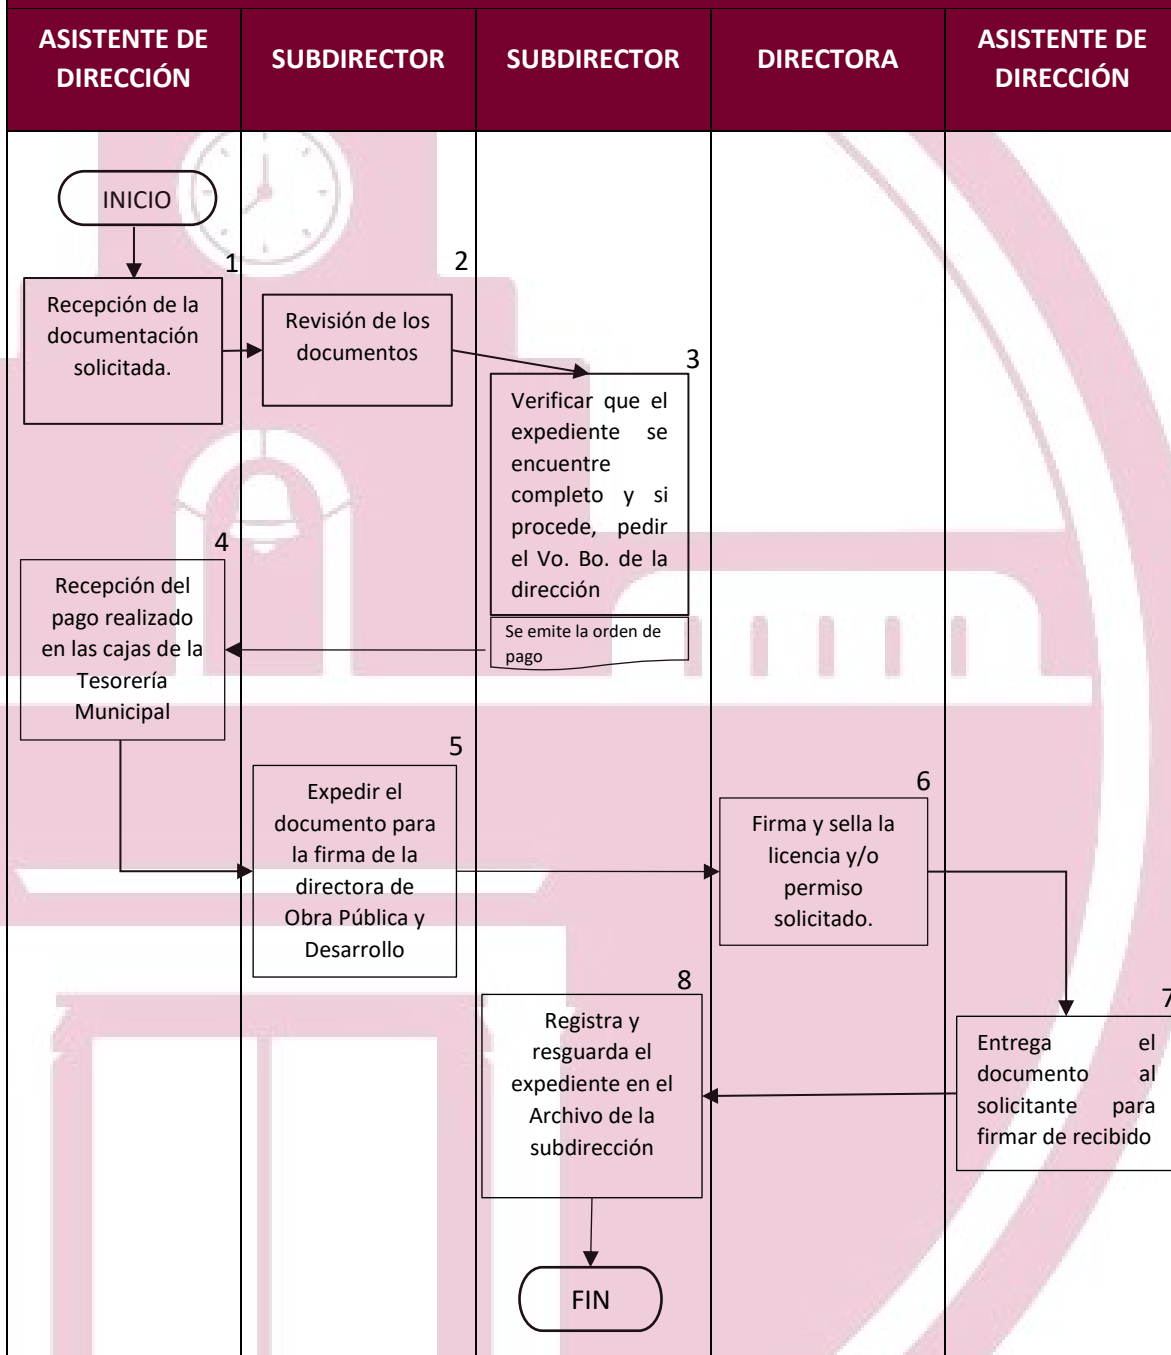 ASISTENTE DE
DIRECCIÓN
SUBDIRECTOR
SUBDIRECTOR
DIRECTORA
ASISTENTE DE
DIRECCIÓN
INICIO
1
Recepción de la
documentación
solicitada.
2
Revisión de los
documentos
3
Verificar que el
expediente se
encuentre
completo y si
procede, pedir
el Vo. Bo. de la
dirección
Se emite la orden de
pago
4
Recepción del
pago realizado
en las cajas de la
Tesorería
Municipal
5
Expedir el
documento para
la firma de la
directora de
Obra Pública y
Desarrollo
6
Firma y sella la
licencia y/o
permiso
solicitado.
7
Entrega el
documento al
solicitante para
firmar de recibido
8
Registra y
resguarda el
expediente en el
Archivo de la
subdirección
FIN